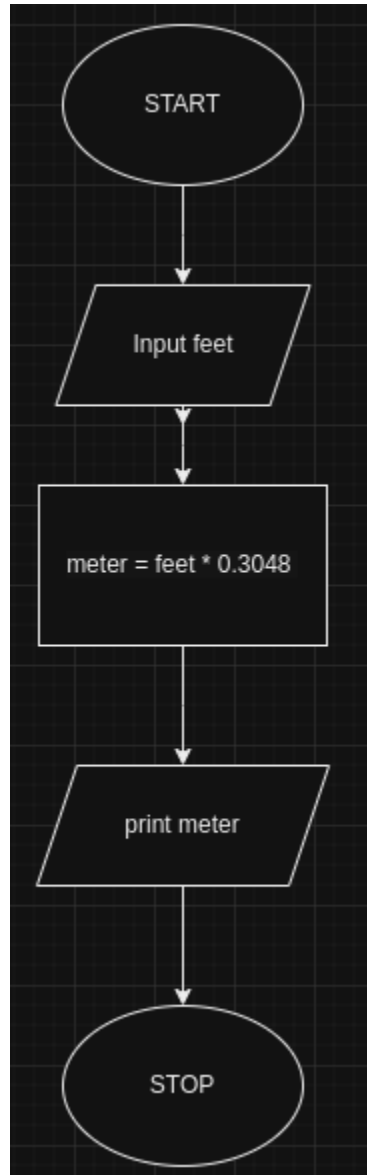 START
Input feet
meter = feet * 0.3048
print meter
STOP